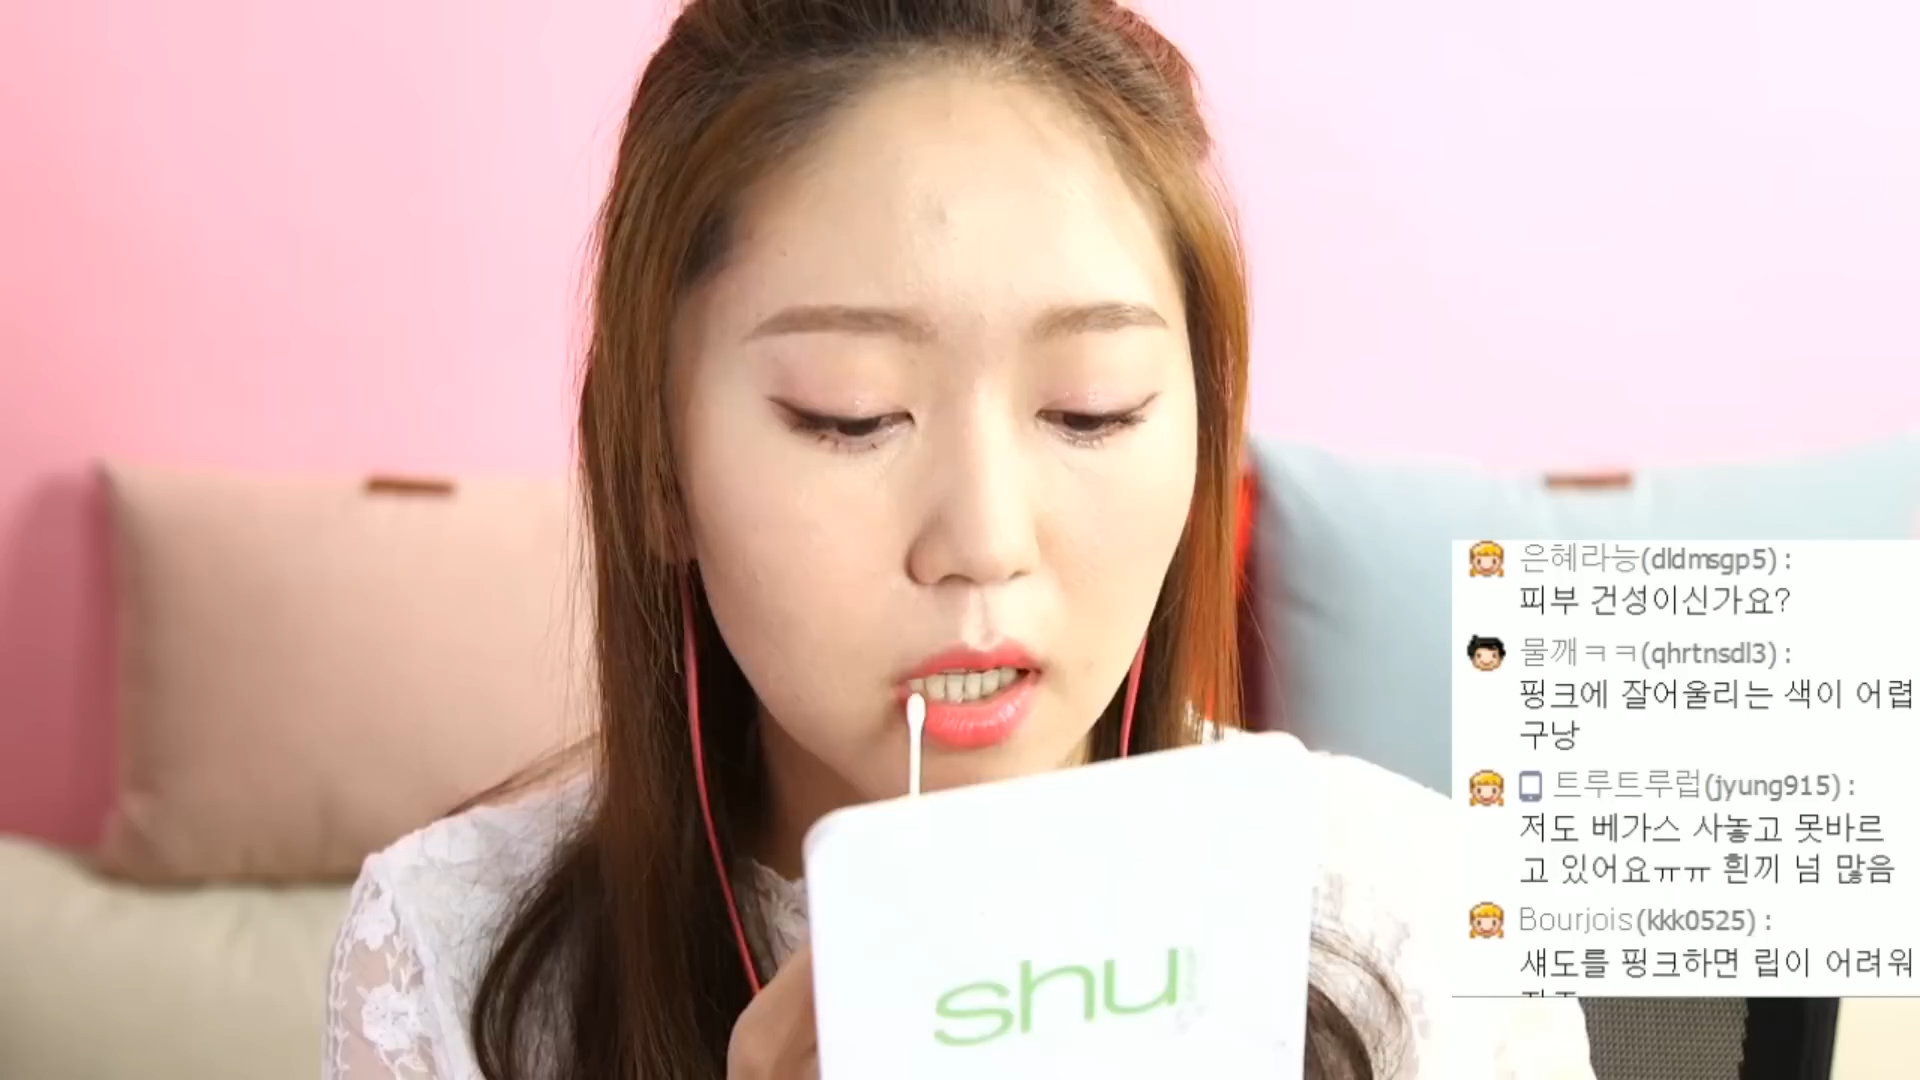 은혜라능(dldmsgp5) :
피부 건성이신가요?
물깨ㅋㅋ(qhrtnsdl3) :
핑크에 잘어울리는 색이 어렵
구낭
트루트루럽(jyung915) :
저도 베가스 사놓고 못바르
고 있어요ㅠㅠ 흰끼 넘 많음
Bourjois(kkk0525) :
섀도를 핑크하면 립이 어려워
shu